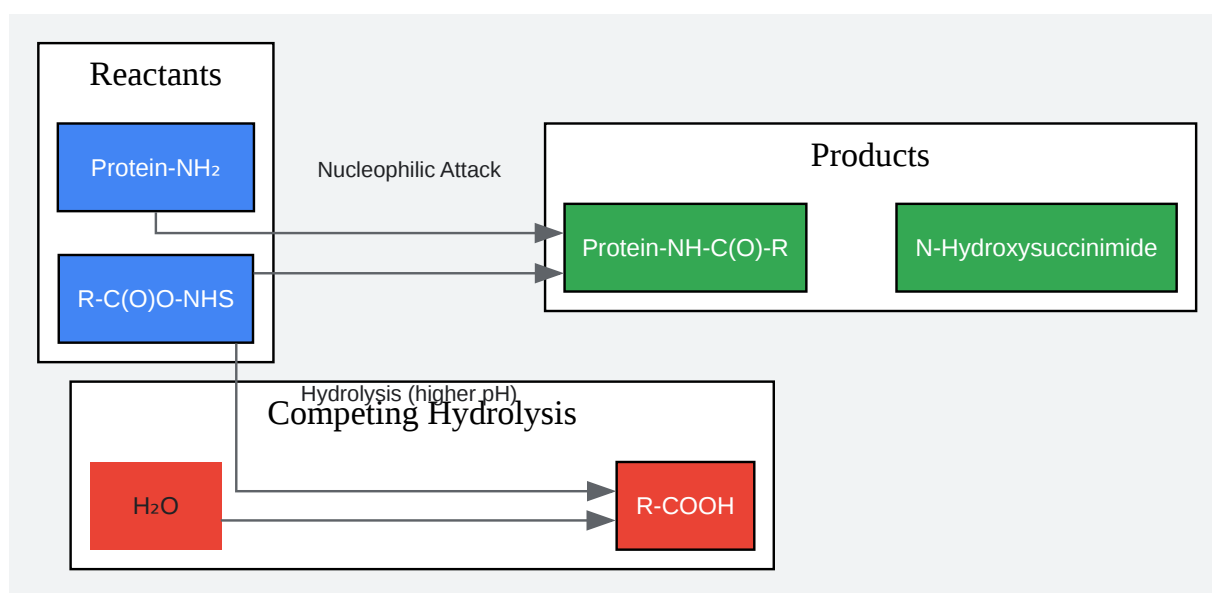 Reactants
Protein-NH₂
R-C(O)O-NHS
Nucleophilic Attack
Products
Protein-NH-C(O)-R
N-Hydroxysuccinimide
Hydrolysis (higher pH)
Competing Hydrolysis
H₂O
R-COOH